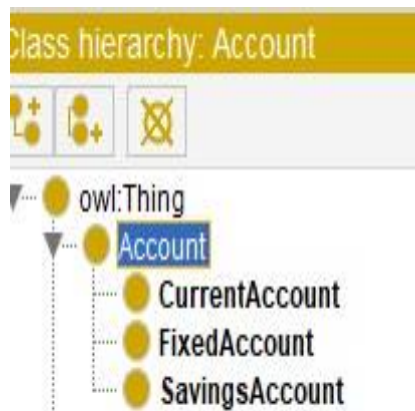 Class hierarchy: Account
owl:Thing
Account
CurrentAccount
FixedAccount
SavingsAccount